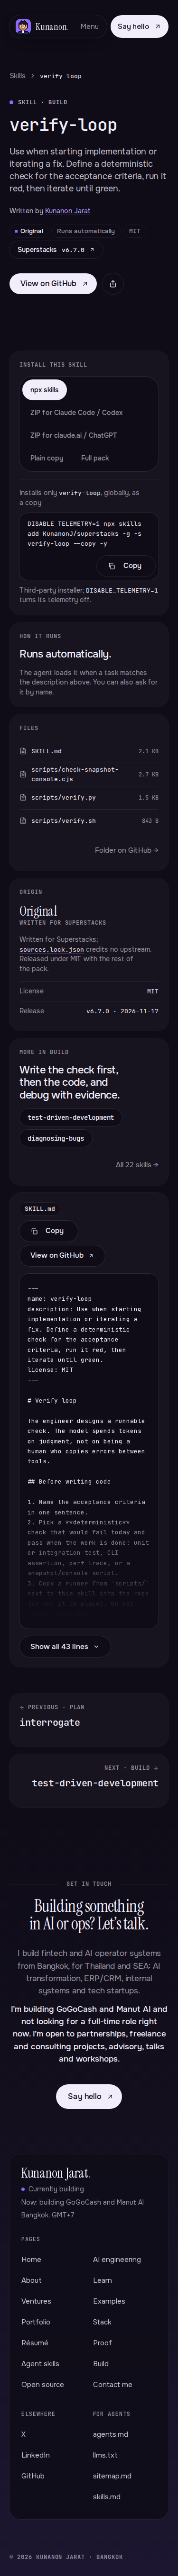 Kunanon.
Menu
Say hello ↗
Skills > verify-loop
SKILL · BUILD
verify-loop
Use when starting implementation or
iterating a fix. Define a deterministic
check for the acceptance criteria, run it
red, then iterate until green.
Written by Kunanon Jarat
Original
Runs automatically
MIT
Superpowers v6.7.0 ↗
View on GitHub ↗
INSTALL THIS SKILL
npx skills
ZIP for Claude Code / Codex
ZIP for claude.ai / ChatGPT
Plain copy
Full pack
Installs only verify-loop, globally, as
a copy
DISABLE_TELEMETRY=1 npx skills
add KunanonJ/superstacks -g -s
verify-loop --copy -y
Copy
Third-party installer; DISABLE_TELEMETRY=1
turns its telemetry off.
HOW IT RUNS
Runs automatically.
The agent loads it when a task matches
the description above. You can also ask for
it by name.
FILES
SKILL.md 2.1 KB
scripts/check-snapshot-
console.cjs 2.7 KB
scripts/verify.py 1.5 KB
scripts/verify.sh 843 B
Folder on GitHub →
ORIGIN
Original
WRITTEN FOR SUPERSTACKS
Written for Superstacks;
sources.lock.json credits no upstream.
Released under MIT with the rest of
the pack.
License MIT
Release v6.7.0 · 2026-11-17
MORE IN BUILD
Write the check first,
then the code, and
debug with evidence.
test-driven-development
diagnosing-bugs
All 22 skills →
SKILL.md
Copy
View on GitHub ↗
---
name: verify-loop
description: Use when starting
implementation or iterating a
fix. Define a deterministic
check for the acceptance
criteria, run it red, then
iterate until green.
license: MIT
---
# Verify loop
The engineer designs a runnable
check. The model spends tokens
on judgment, not on being a
human who copies errors between
tools.
## Before writing code
1. Name the acceptance criteria
in one sentence.
2. Pick a **deterministic**
check that would fail today and
pass when the work is done: unit
or integration test, CLI
assertion, perf trace, or a
snapshot/console script.
3. Copy a runner from `scripts/`
next to this skill into the repo
Show all 43 lines
← PREVIOUS · PLAN
interrogate
NEXT · BUILD →
test-driven-development
GET IN TOUCH
Building something
in AI or ops? Let's talk.
I build fintech and AI operator systems
from Bangkok, for Thailand and SEA: AI
transformation, ERP/CRM, internal
systems and tech startups.
I'm building GoGoCash and Manut AI and
not looking for a full-time role right
now. I'm open to partnerships, freelance
and consulting projects, advisory, talks
and workshops.
Say hello ↗
Kunanon Jarat.
Currently building
Now: building GoGoCash and Manut AI
Bangkok, GMT+7
PAGES
Home
AI engineering
About
Learn
Ventures
Examples
Portfolio
Stack
Résumé
Proof
Agent skills
Build
Open source
Contact me
ELSEWHERE
FOR AGENTS
X
agents.md
LinkedIn
llms.txt
GitHub
sitemap.md
skills.md
© 2026 KUNANON JARAT · BANGKOK